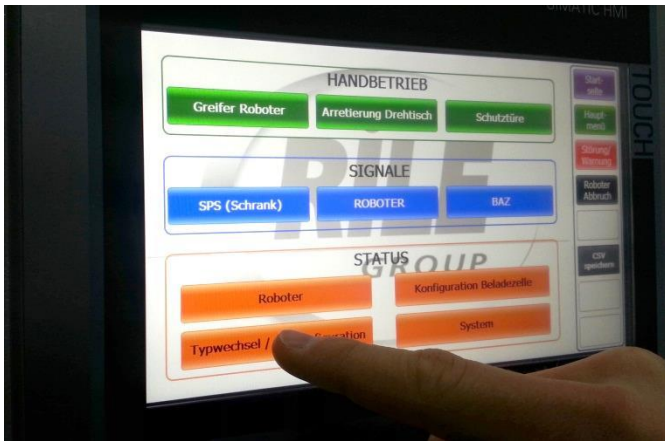 SIMATIC HMI
TOUCH
HANDBETRIEB
Greifer Roboter
Arretierung Drehtisch
Schutztüre
SIGNALE
SPS (Schrank)
ROBOTER
BAZ
STATUS
Roboter
Konfiguration Beladezelle
Typwechsel /
System
RiLE
GROUP
Start-
seite
Haupt-
menü
Störung/
Warnung
Roboter
Abbruch
CSV
speichern